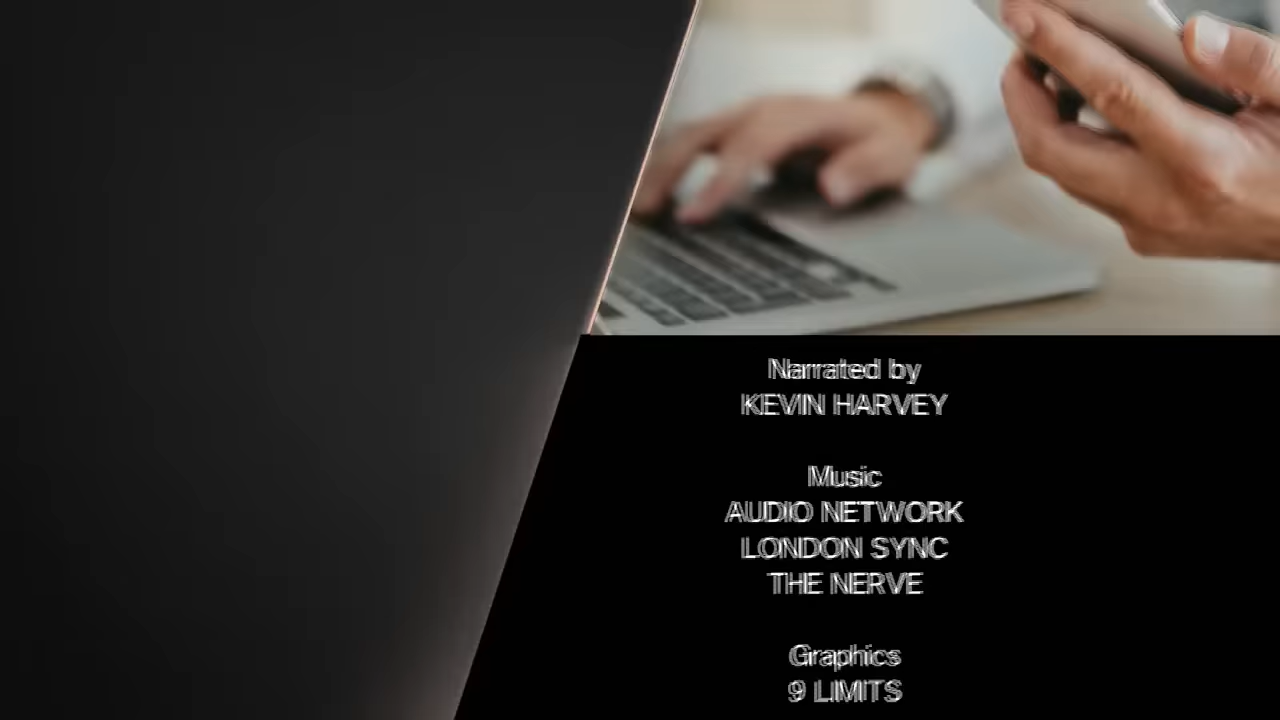 Narrated by
KEVIN HARVEY
Music
AUDIO NETWORK
LONDON SYNC
THE NERVE
Graphics
9 LIMITS